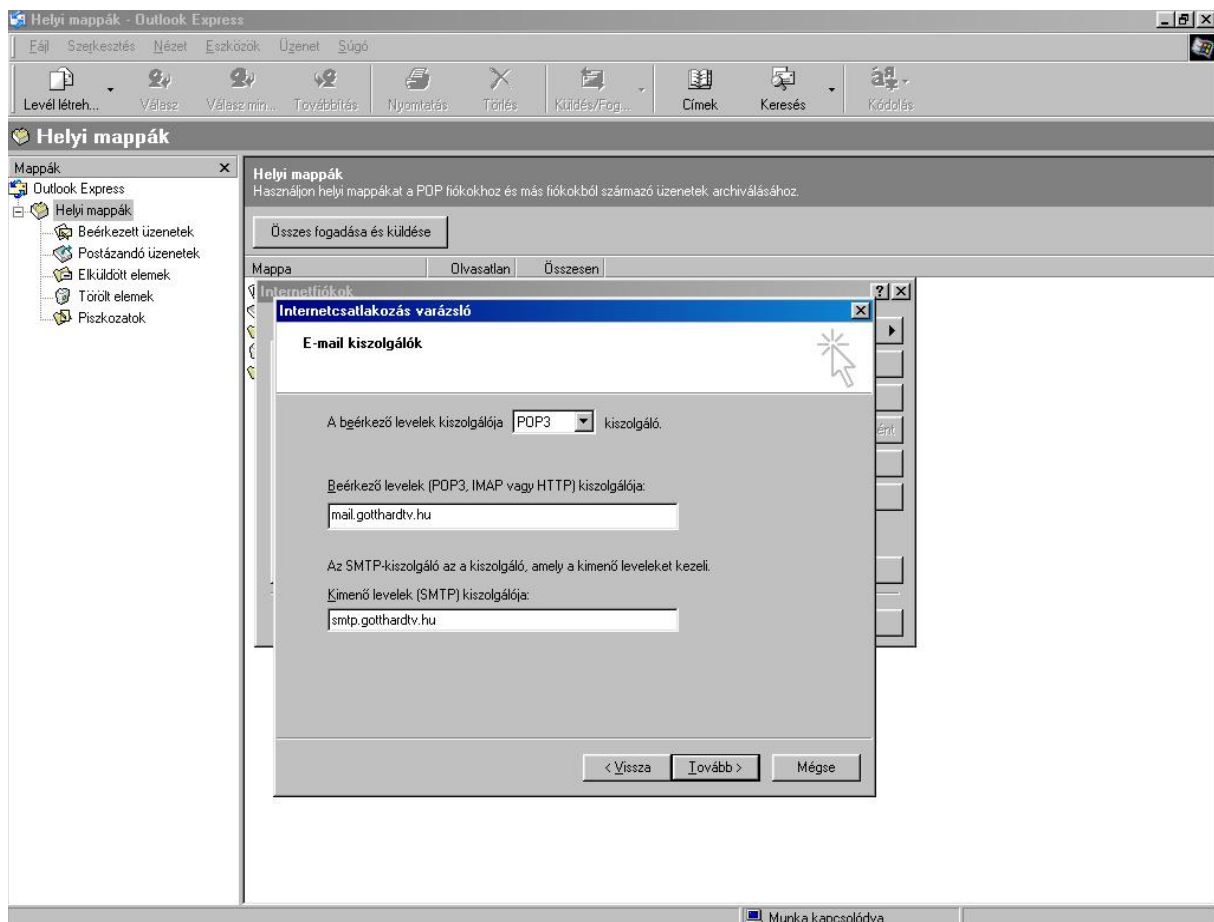 Helyi mappák - Outlook Express
Fájl Szerkesztés Nézet Eszközök Üzenet Súgó
Levél létreh... Válasz Válasz min... Továbbítás Nyomtatás Törlés Küldés/Fog... Címek Keresés Kódolás
Helyi mappák
Mappák
Outlook Express
Helyi mappák
Beérkezett üzenetek
Postázandó üzenetek
Elküldött elemek
Törölt elemek
Piszkozatok
Helyi mappák
Használjon helyi mappákat a POP fiókokhoz és más fiókokból származó üzenetek archiválásához.
Összes fogadása és küldése
Mappa Olvasatlan Összesen
Internetfiókok
Internetcsatlakozás varázsló
E-mail kiszolgálók
A beérkező levelek kiszolgálója POP3 kiszolgáló.
Beérkező levelek (POP3, IMAP vagy HTTP) kiszolgálója:
mail.gotthardtv.hu
Az SMTP-kiszolgáló az a kiszolgáló, amely a kimenő leveleket kezeli.
Kimenő levelek (SMTP) kiszolgálója:
smtp.gotthardtv.hu
< Vissza Tovább > Mégse
Munka kapcsolódva